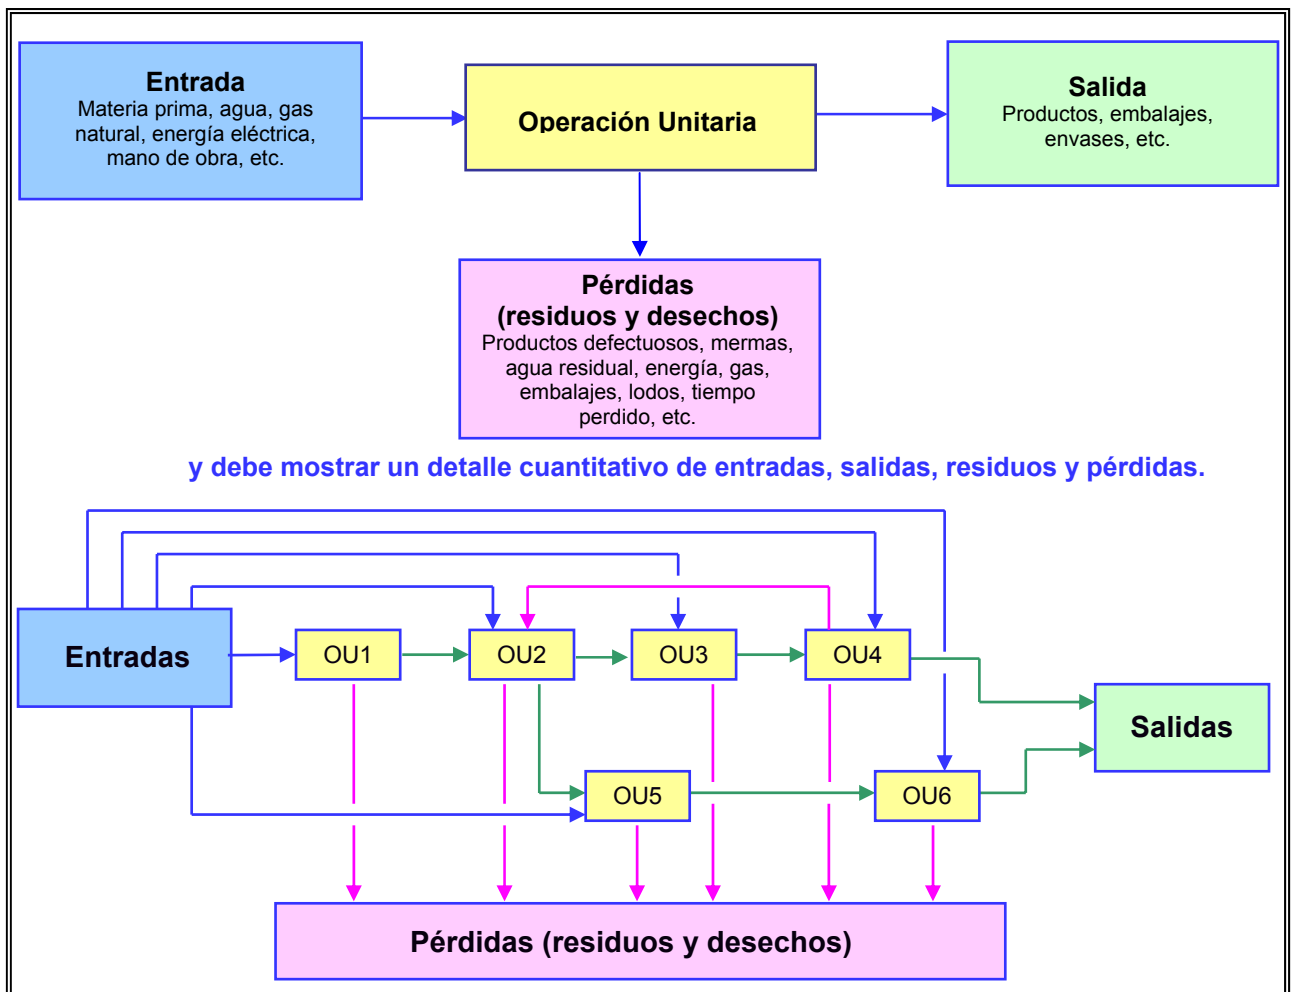 Entrada
Materia prima, agua, gas
natural, energía eléctrica,
mano de obra, etc.
Operación Unitaria
Salida
Productos, embalajes,
envases, etc.
Pérdidas
(residuos y desechos)
Productos defectuosos, mermas,
agua residual, energía, gas,
embalajes, lodos, tiempo
perdido, etc.
y debe mostrar un detalle cuantitativo de entradas, salidas, residuos y pérdidas.
Entradas
OU1
OU2
OU3
OU4
Salidas
OU5
OU6
Pérdidas (residuos y desechos)